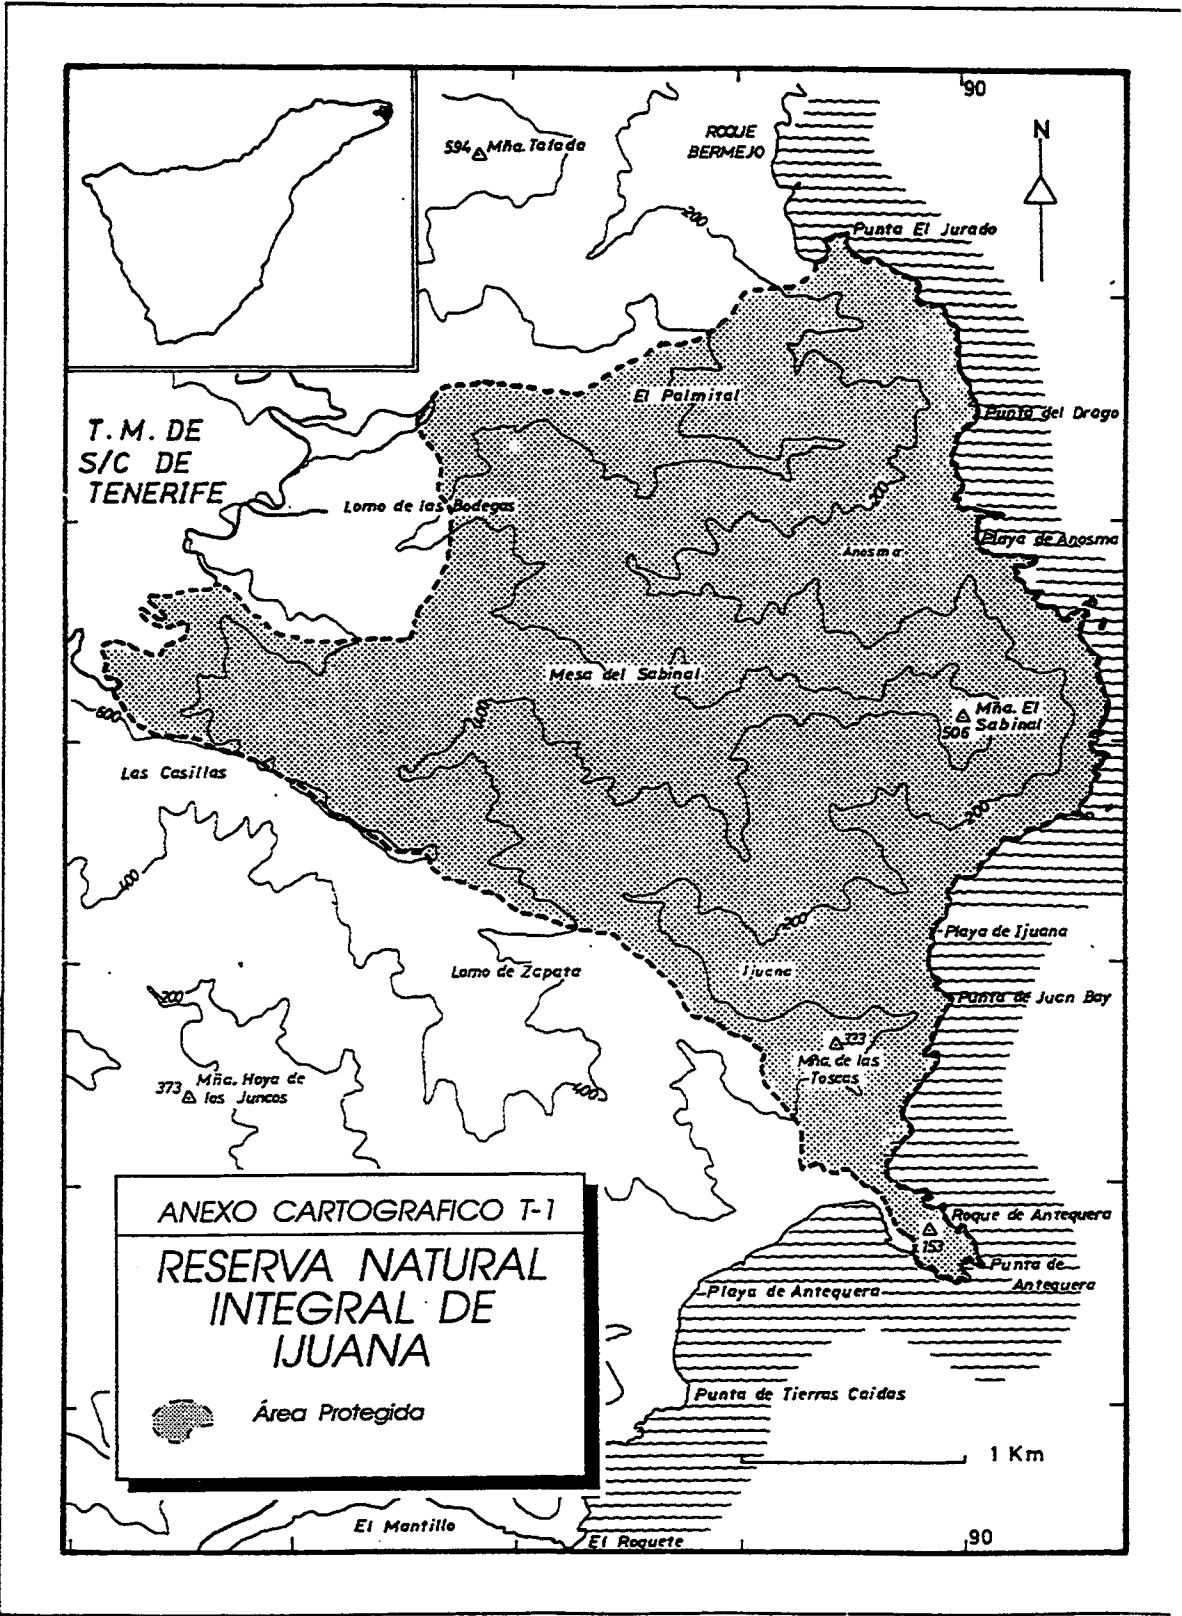 90
N
594 Mña. Tafada
ROQUE
BERMEJO
200
Punta El Jurado
El Palmital
Punta del Drago
T.M. DE
S/C DE
TENERIFE
Lomo de las Bodegas
200
Playa de Anosma
Anosma
Mesa del Sabinal
600
400
Mña. El
Sabinal
506
Las Casillas
200
400
200
Playa de Ijuana
Lomo de Zapata
Ijuana
200
Punta de Juan Bay
333
Mña. de las
Toscas
373
Mña. Hoya de
los Juncos
400
ANEXO CARTOGRAFICO T-1
RESERVA NATURAL
INTEGRAL DE
IJUANA
Área Protegida
Roque de Antequera
153
Punta de
Antequera
Playa de Antequera
Punta de Tierras Caidas
1 Km
El Mantillo
El Roquete
90